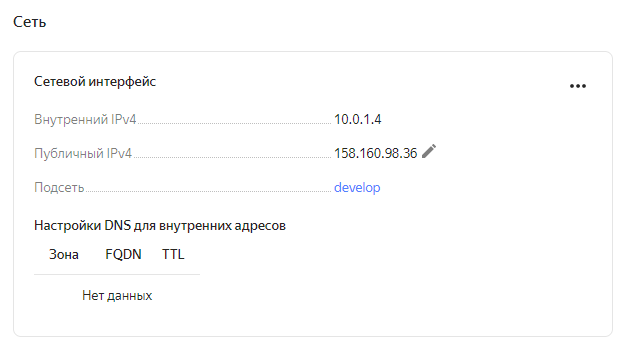 Сеть
Сетевой интерфейс
Внутренний IPv4 10.0.1.4
Публичный IPv4 158.160.98.36
Подсеть develop
Настройки DNS для внутренних адресов
Зона FQDN TTL
Нет данных